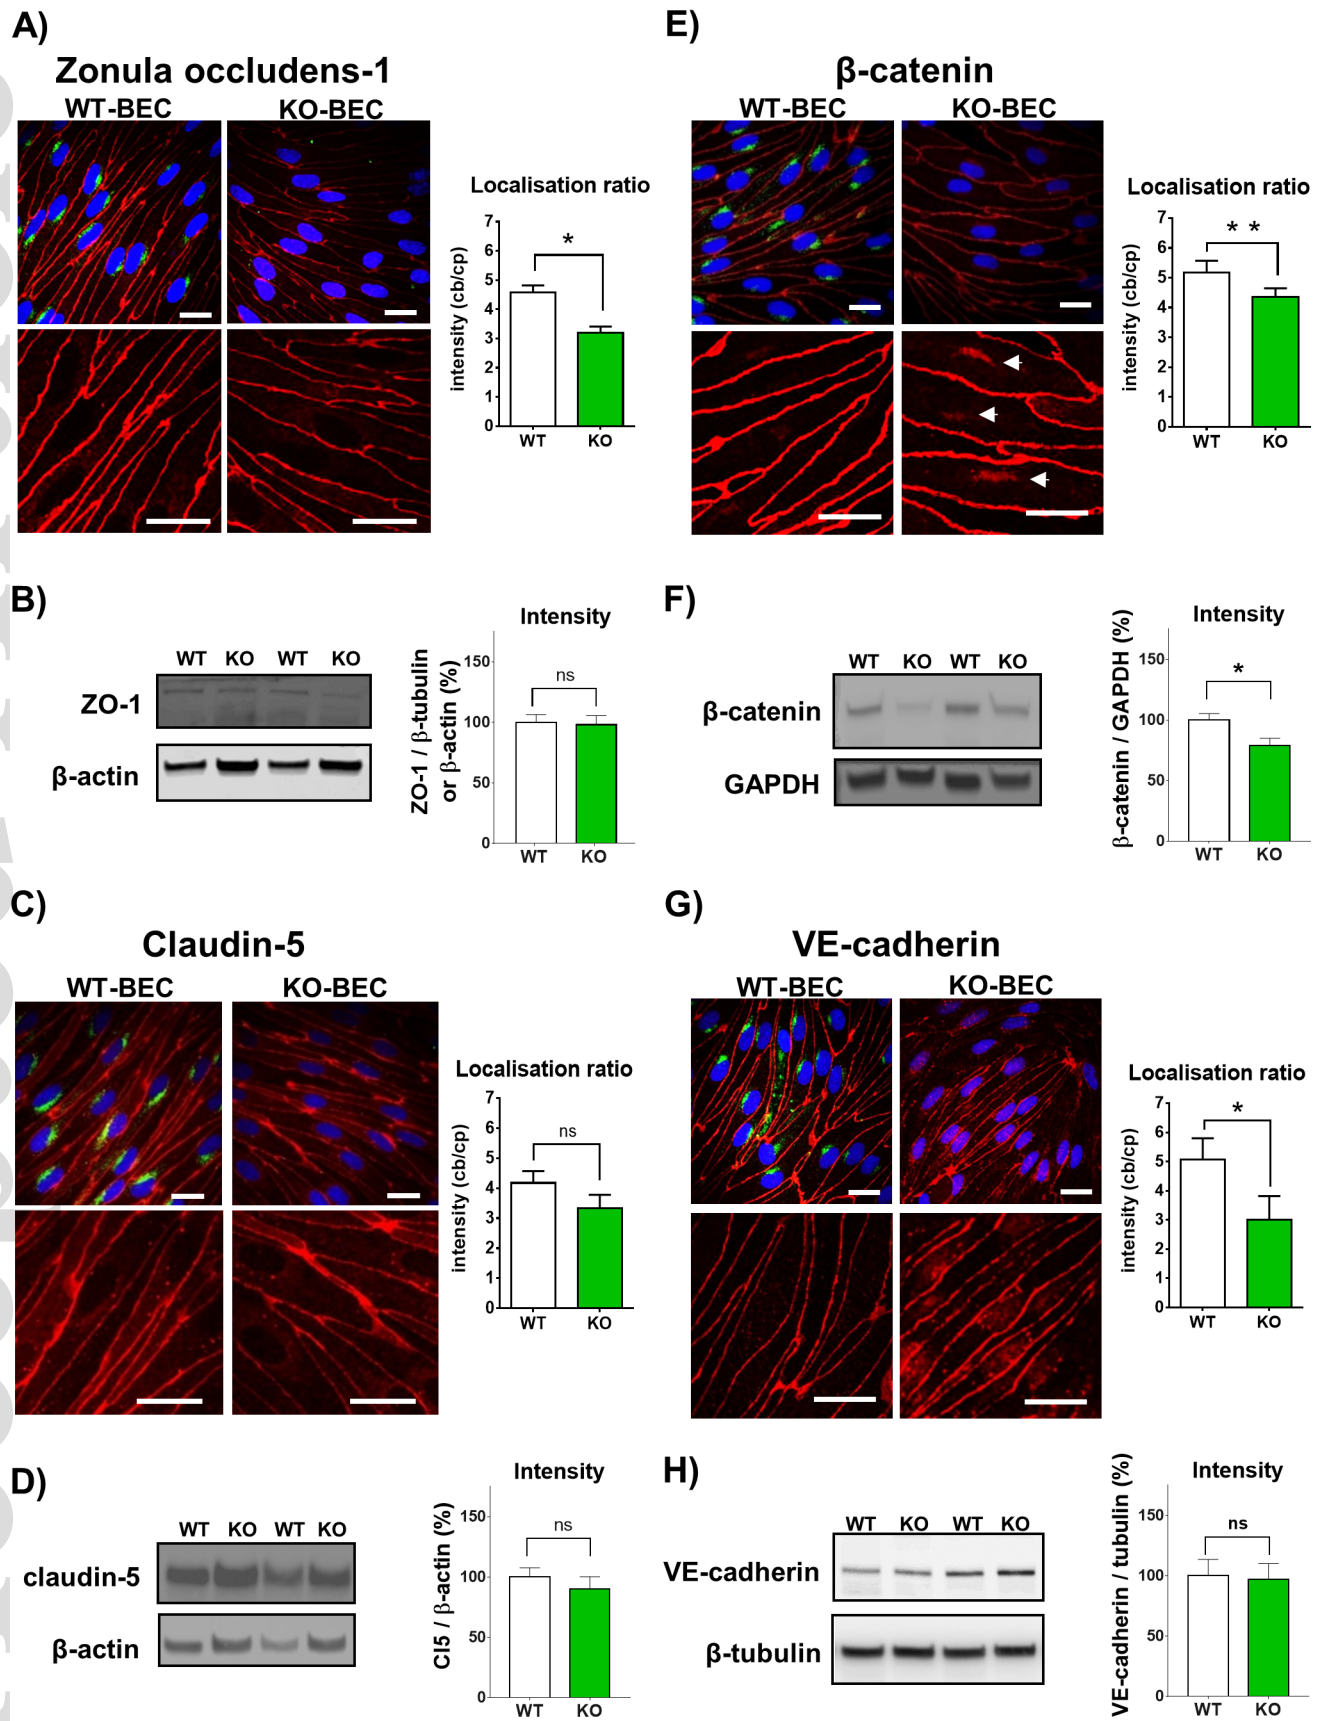 A)
Zonula occludens-1
WT-BEC KO-BEC
Localisation ratio
intensity (cb/cp)
7
6
5
4
3
2
1
0
*
WT KO
B)
WT KO WT KO
ZO-1
β-actin
Intensity
ZO-1 / β-tubulin
or β-actin (%)
150
100
50
0
ns
WT KO
C)
Claudin-5
WT-BEC KO-BEC
Localisation ratio
intensity (cb/cp)
7
6
5
4
3
2
1
0
ns
WT KO
D)
WT KO WT KO
claudin-5
β-actin
Intensity
Cl5 / β-actin (%)
150
100
50
0
ns
WT KO
E)
β-catenin
WT-BEC KO-BEC
Localisation ratio
intensity (cb/cp)
7
6
5
4
3
2
1
0
* *
WT KO
F)
WT KO WT KO
β-catenin
GAPDH
Intensity
β-catenin / GAPDH (%)
150
100
50
0
*
WT KO
G)
VE-cadherin
WT-BEC KO-BEC
Localisation ratio
intensity (cb/cp)
7
6
5
4
3
2
1
0
*
WT KO
H)
WT KO WT KO
VE-cadherin
β-tubulin
Intensity
VE-cadherin / tubulin (%)
150
100
50
0
ns
WT KO